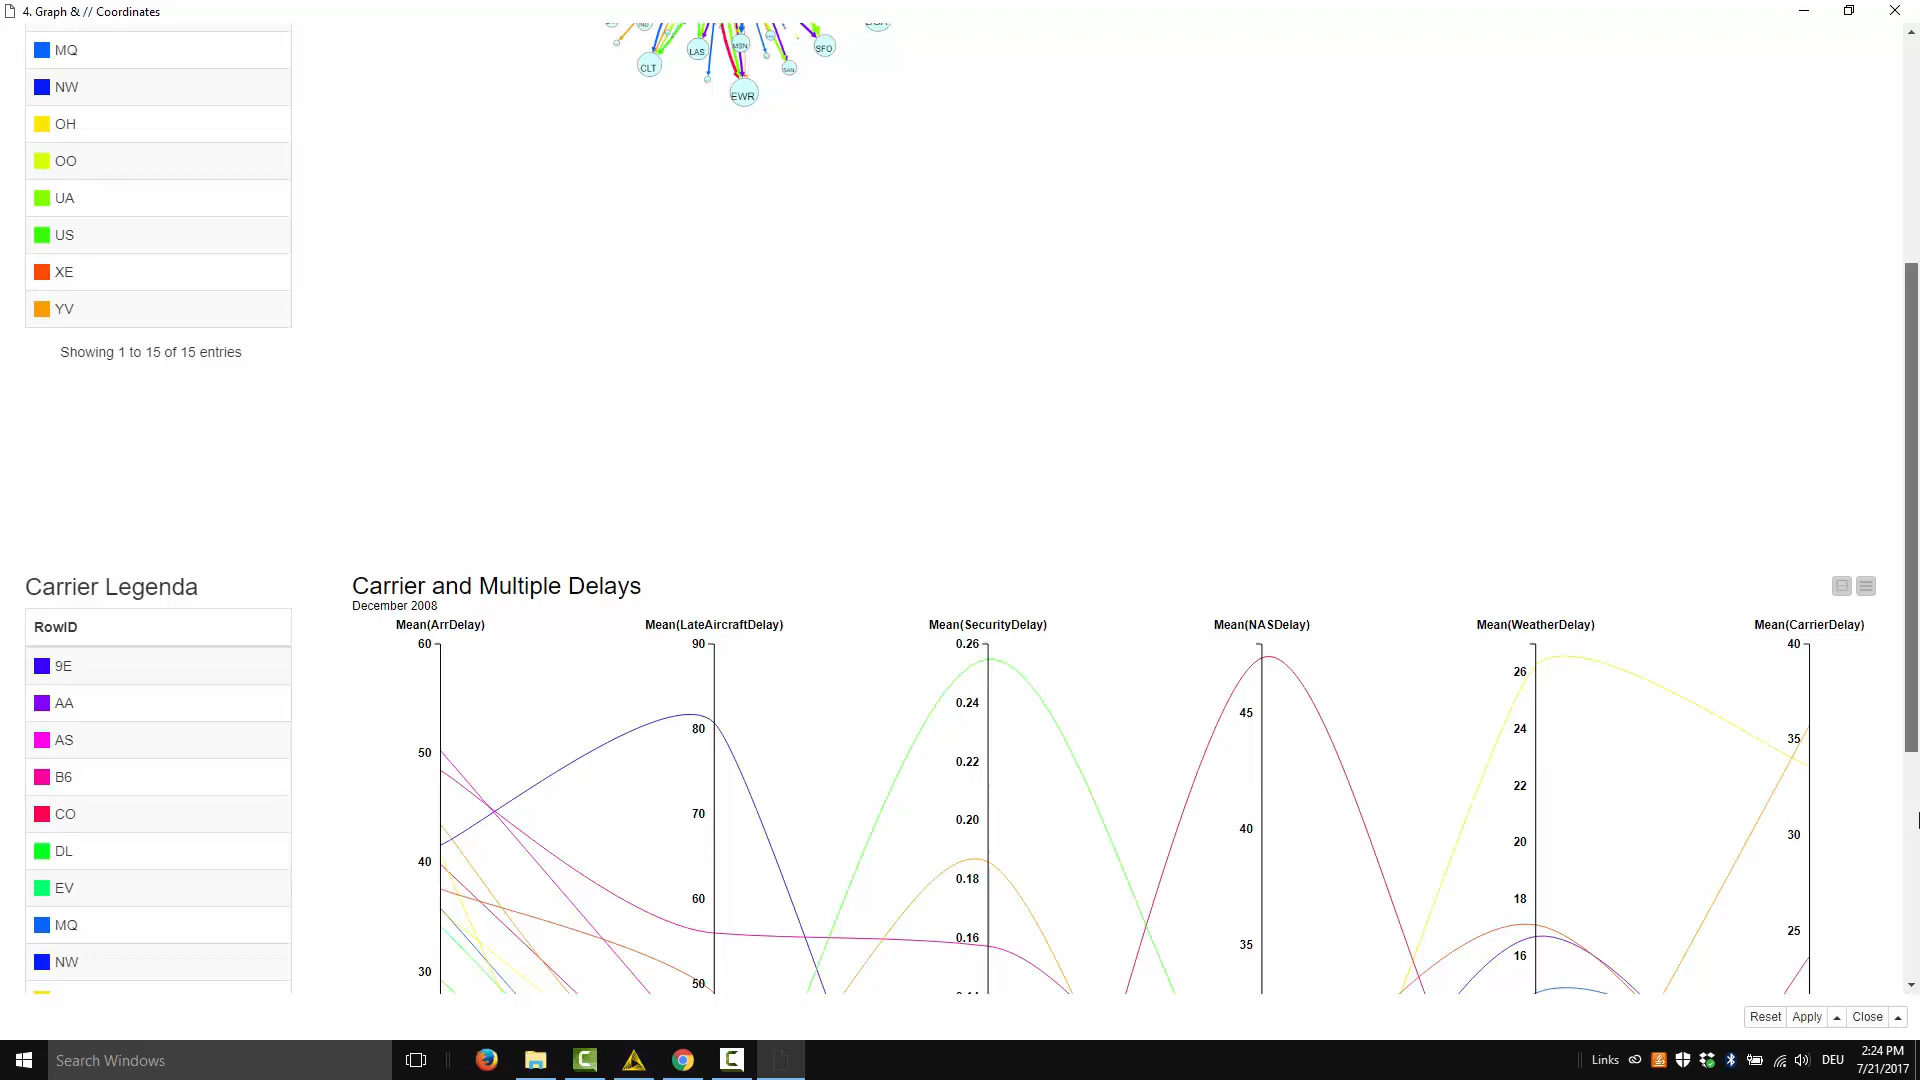 4. Graph & // Coordinates
MQ
NW
OH
OO
UA
US
XE
YV
Showing 1 to 15 of 15 entries
LAS
MSN
SFO
CLT
SAN
EWR
Carrier Legenda
RowID
9E
AA
AS
B6
CO
DL
EV
MQ
NW
Carrier and Multiple Delays
December 2008
Mean(ArrDelay) Mean(LateAircraftDelay) Mean(SecurityDelay) Mean(NASDelay) Mean(WeatherDelay) Mean(CarrierDelay)
60
50
40
30
90
80
70
60
50
0.26
0.24
0.22
0.20
0.18
0.16
45
40
35
26
24
22
20
18
16
40
35
30
25
Reset Apply Close
Search Windows
Links
DEU
2:24 PM
7/21/2017